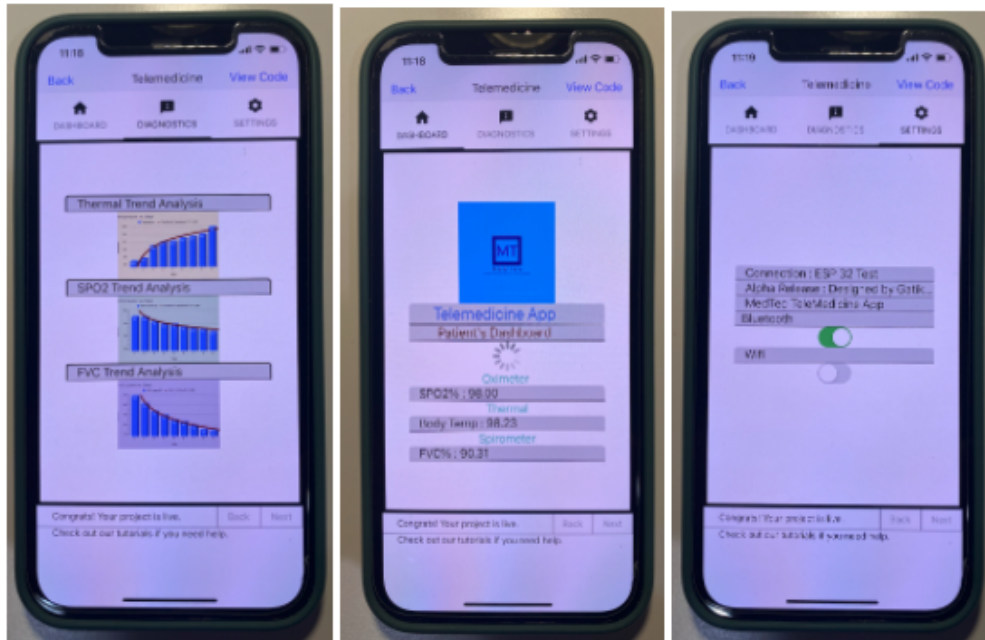 11:18
Back Telemedicine View Code
DASHBOARD DIAGNOSTICS SETTINGS
Thermal Trend Analysis
SPO2 Trend Analysis
FVC Trend Analysis
Congrats! Your project is live. Back Next
Check out our tutorials if you need help.
11:18
Back Telemedicine View Code
DASHBOARD DIAGNOSTICS SETTINGS
MT
Telemedicine App
Patient's Dashboard
Oximeter
SPO2% : 98.00
Thermal
Body Temp : 98.23
Spirometer
FVC% : 90.31
Congrats! Your project is live. Back Next
Check out our tutorials if you need help.
11:19
Back Telemedicine View Code
DASHBOARD DIAGNOSTICS SETTINGS
Connection : ESP 32 Test
Alpha Release : Designed by Gatik...
MedTec TeleMedicine App
Bluetooth
Wifi
Congrats! Your project is live. Back Next
Check out our tutorials if you need help.